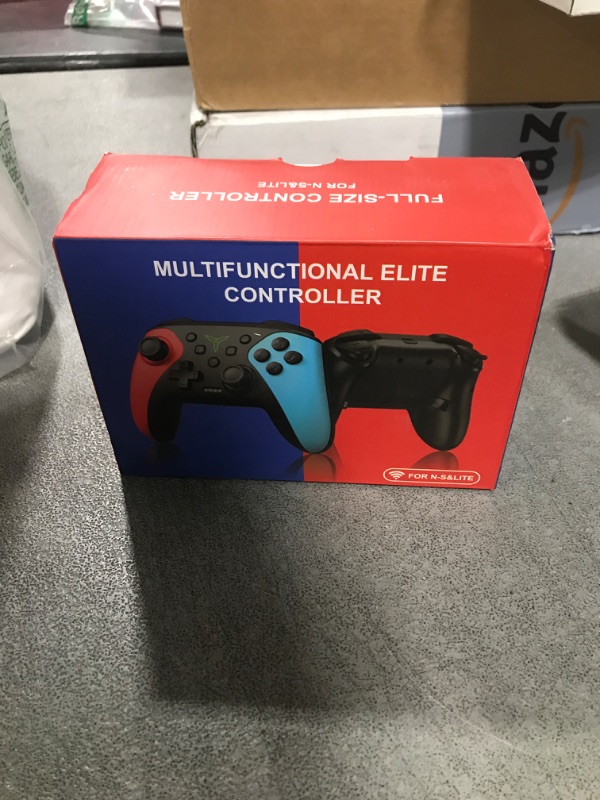 FULL-SIZE CONTROLLER
FOR N-S&LITE
MULTIFUNCTIONAL ELITE
CONTROLLER
FOR N-S&LITE